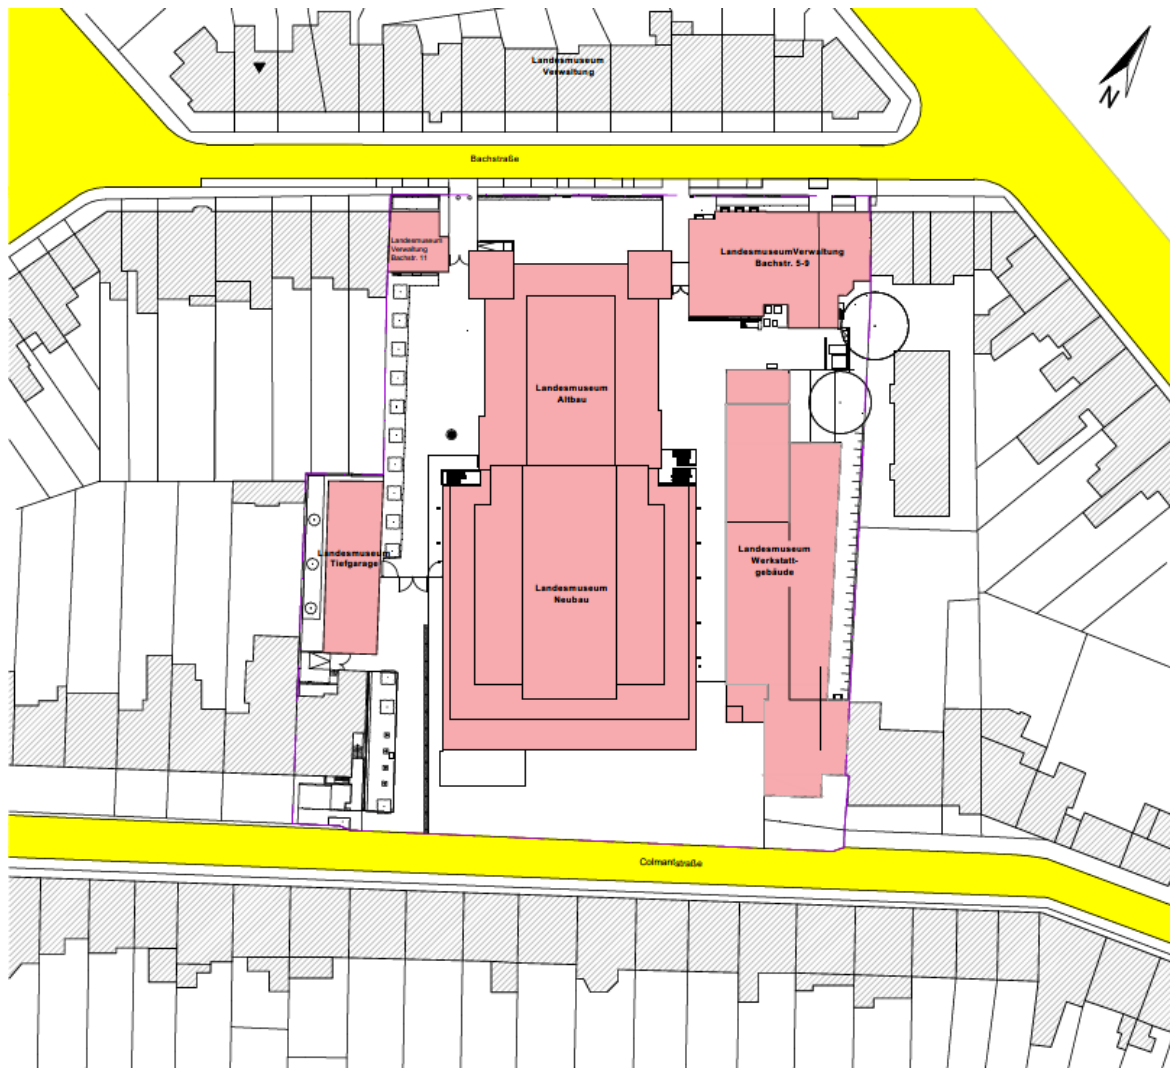 Landesmuseum
Verwaltung
N
Bachstraße
Landesmuseum
Verwaltung
Bachstr. 11
LandesmuseumVerwaltung
Bachstr. 5-9
Landesmuseum
Altbau
Landesmuseum
Tiefgarage
Landesmuseum
Werkstatt-
gebäude
Landesmuseum
Neubau
Colmantstraße